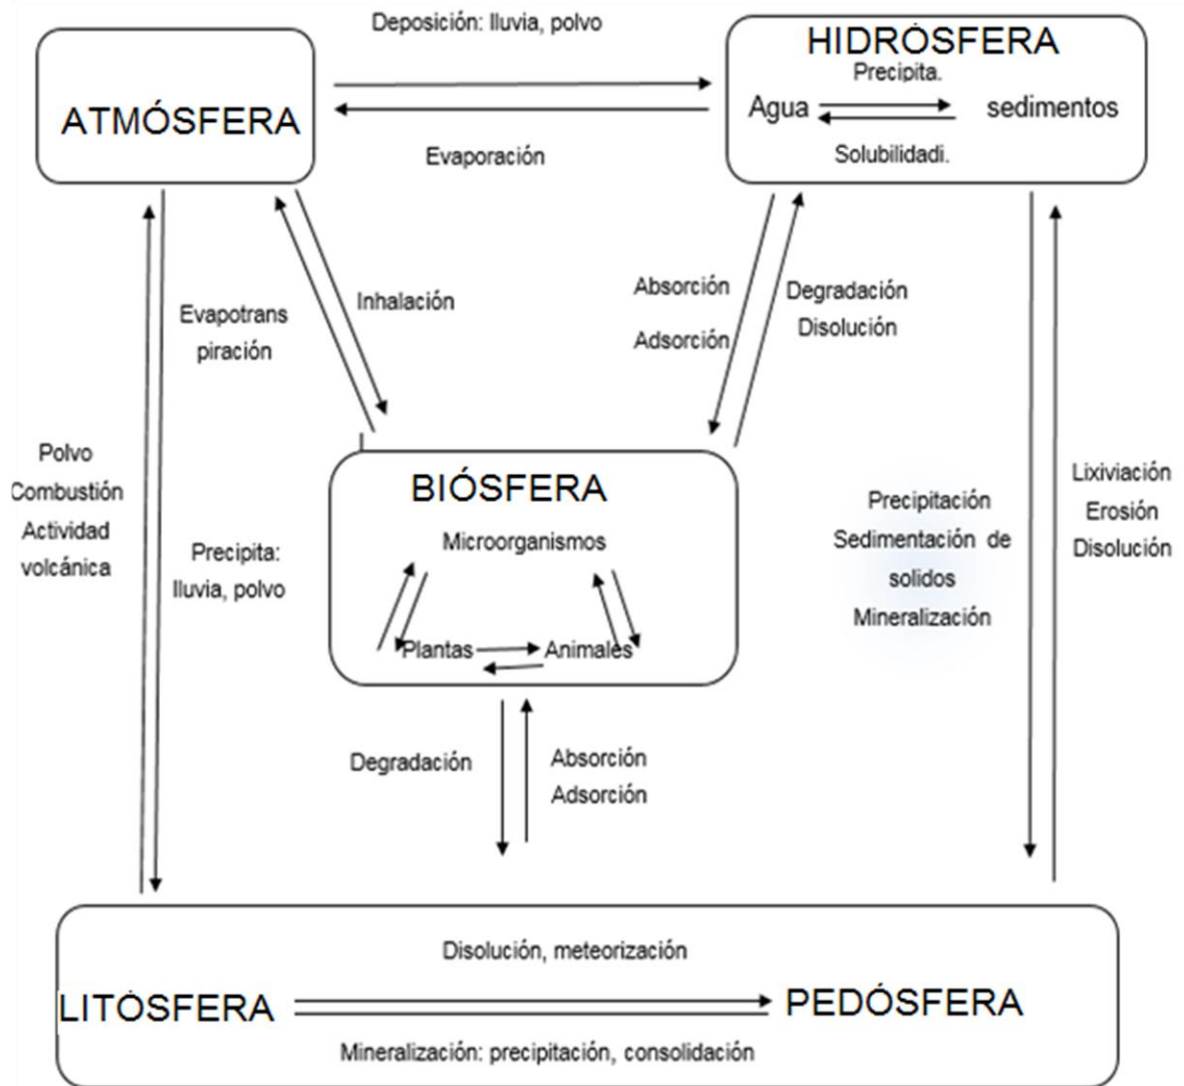 Deposición: lluvia, polvo
ATMÓSFERA
HIDRÓSFERA
Precipita.
Agua
sedimentos
Solubilidadi.
Evaporación
Evapotrans
piración
Inhalación
Absorción
Adsorción
Degradación
Disolución
Polvo
Combustión
Actividad
volcánica
Precipita:
lluvia, polvo
BIÓSFERA
Microorganismos
Plantas
Animales
Precipitación
Sedimentación de
solidos
Mineralización
Lixiviación
Erosión
Disolución
Degradación
Absorción
Adsorción
Disolución, meteorización
LITÓSFERA
PEDÓSFERA
Mineralización: precipitación, consolidación